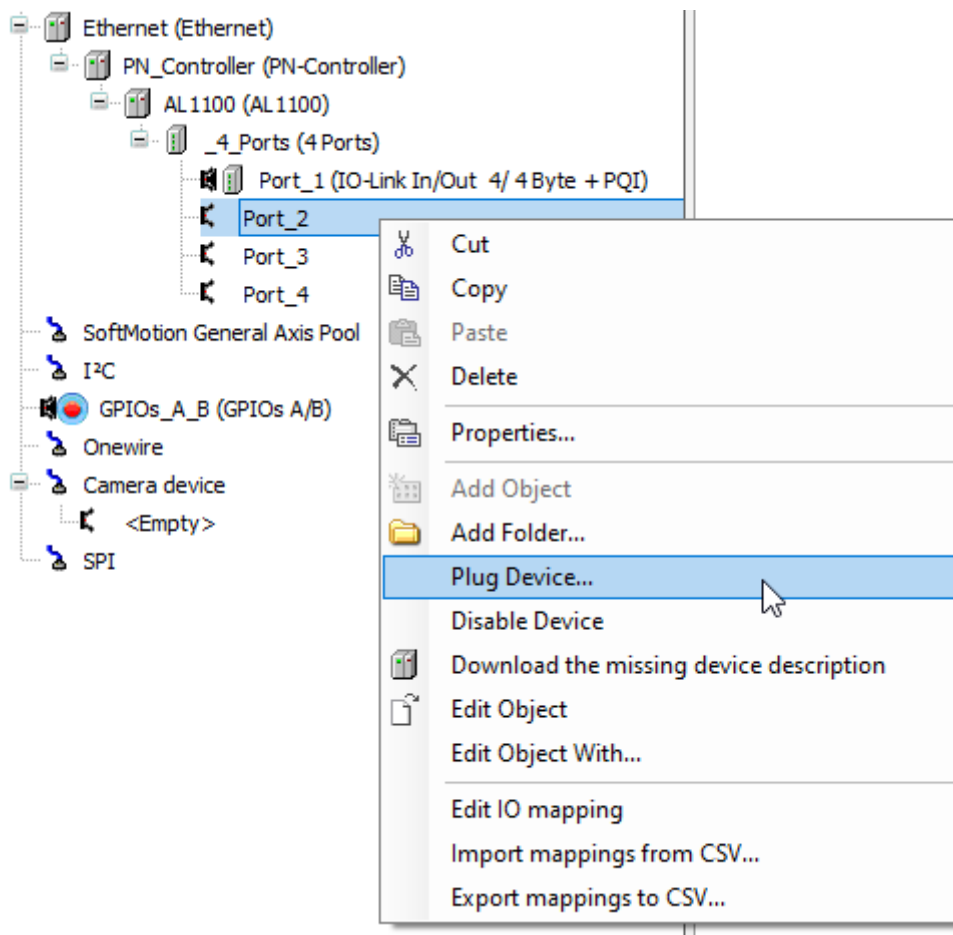 Ethernet (Ethernet)
PN_Controller (PN-Controller)
AL1100 (AL1100)
_4_Ports (4 Ports)
Port_1 (IO-Link In/Out 4/ 4 Byte + PQI)
Port_2
Port_3
Port_4
SoftMotion General Axis Pool
I²C
GPIOs_A_B (GPIOs A/B)
Onewire
Camera device
<Empty>
SPI
Cut
Copy
Paste
Delete
Properties...
Add Object
Add Folder...
Plug Device...
Disable Device
Download the missing device description
Edit Object
Edit Object With...
Edit IO mapping
Import mappings from CSV...
Export mappings to CSV...